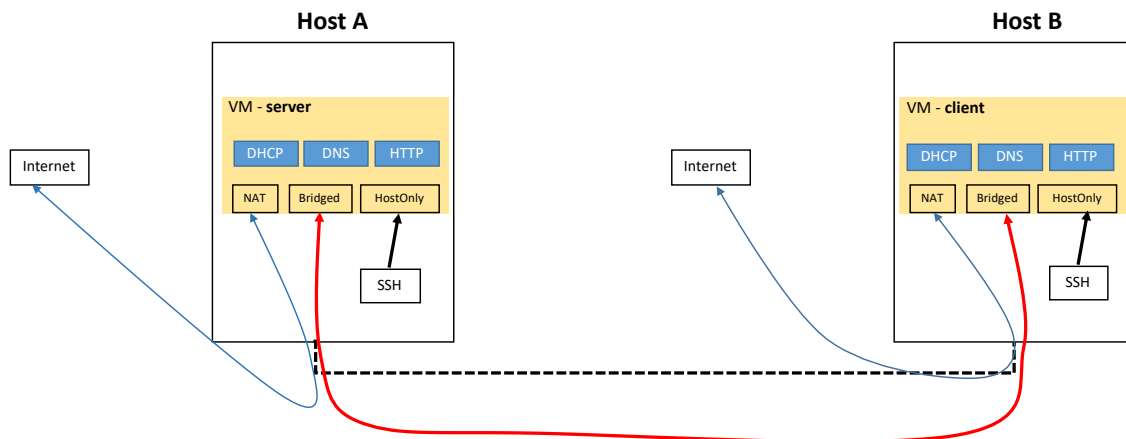 Host A
Host B
VM - server
VM - client
DHCP DNS HTTP
DHCP DNS HTTP
Internet
Internet
NAT Bridged HostOnly
NAT Bridged HostOnly
SSH
SSH